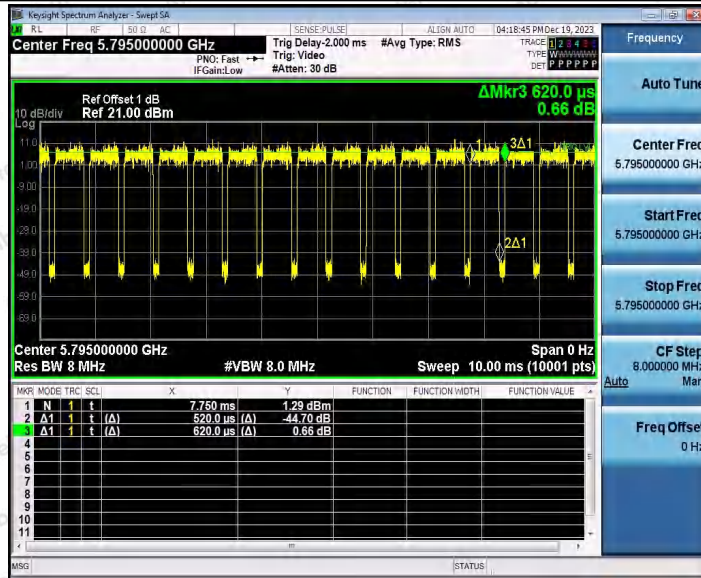 Keysight Spectrum Analyzer - Swept SA
RL RF 50 Ω AC SENSE:PULSE ALIGN AUTO 04:18:45 PM Dec 19, 2023
Center Freq 5.795000000 GHz
PNO: Fast
IFGain:Low
Trig Delay-2.000 ms
Trig: Video
#Atten: 30 dB
#Avg Type: RMS
TRACE 1 2 3 4 5 6
TYPE WWWWWW
DET P P P P P P
ΔMkr3 620.0 µs
0.66 dB
Ref Offset 1 dB
10 dB/div Ref 21.00 dBm
Log
11.0
1.00
-9.00
-19.0
-29.0
-39.0
-49.0
-59.0
-69.0
1
3Δ1
2Δ1
Center 5.795000000 GHz Span 0 Hz
Res BW 8 MHz #VBW 8.0 MHz Sweep 10.00 ms (10001 pts)
MKR MODE TRC SCL X Y FUNCTION FUNCTION WIDTH FUNCTION VALUE
1 N 1 t 7.750 ms 1.29 dBm
2 Δ1 1 t (Δ) 520.0 µs (Δ) -44.70 dB
3 Δ1 1 t (Δ) 620.0 µs (Δ) 0.66 dB
4
5
6
7
8
9
10
11
MSG STATUS
Frequency
Auto Tune
Center Freq
5.795000000 GHz
Start Freq
5.795000000 GHz
Stop Freq
5.795000000 GHz
CF Step
8.000000 MHz
Auto Man
Freq Offset
0 Hz